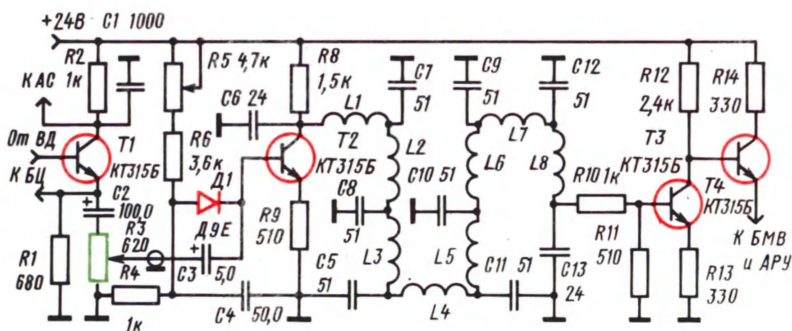 +24В C1 1000
R2
1к
К АС
R5 4,7к
R8
1,5к
C6 24
L1
C7
51
C9
51
C12
51
R12
2,4к
R14
330
От ВД
T1
КТ315Б
К БЦ
C2
100,0
R6
3,6к
Д1
Д9Е
T2
КТ315Б
L2
L7
L6
L8
T3
КТ315Б
T4
КТ315Б
C8
51
C10 51
R10 1к
R1
680
R3
620
R4
1к
C3
5,0
R9
510
C5
51
L3
L5
C11
51
C13
24
R11
510
R13
330
C4
50,0
L4
К БМВ
и АРУ